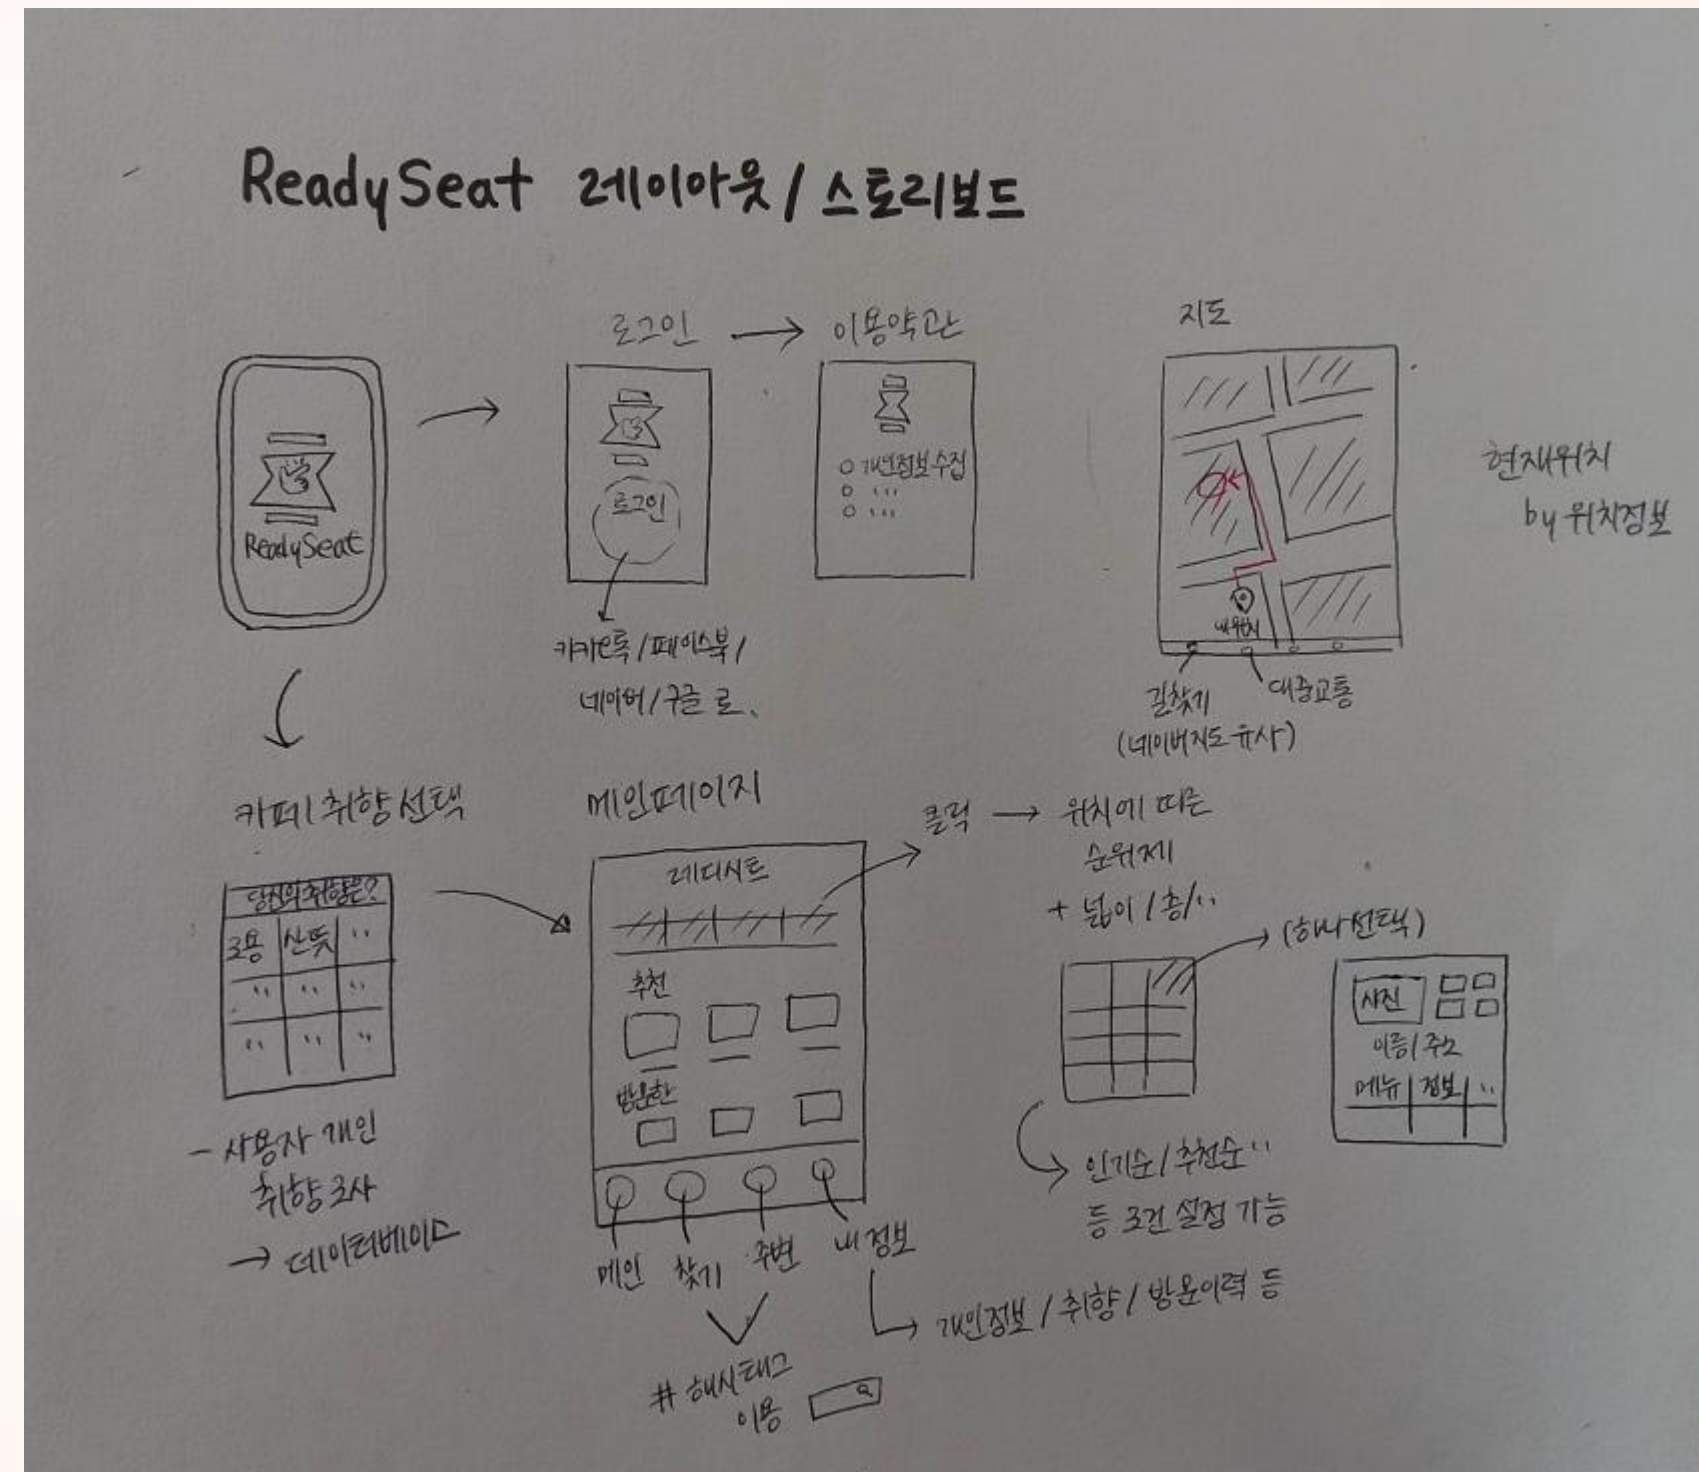 ReadySeat 레이아웃 / 스토리보드
로그인 → 이용약관
지도
ReadySeat
로그인
카카오톡 / 페이스북 /
네이버 / 구글 로.
○ 개인정보수집
○ ,,,
○ ,,,
내위치
길찾기
(네이버지도 유사)
대중교통
현재위치
by 위치정보
카페 취향 선택
당신의 취향은?
조용 산뜻 ''
'' '' ''
'' '' ''
- 사용자 개인
취향 조사
→ 데이터베이스
메인페이지
레디시트
추천
방문한
메인 찾기 주변 내 정보
# 해시태그
이용
개인정보 / 취향 / 방문이력 등
클릭 → 위치에 따른
순위제
+ 넓이 / 층/ ''
(하나 선택)
인기순 / 추천순 ''
등 조건 설정 가능
사진
이름 / 주소
메뉴 정보 ''